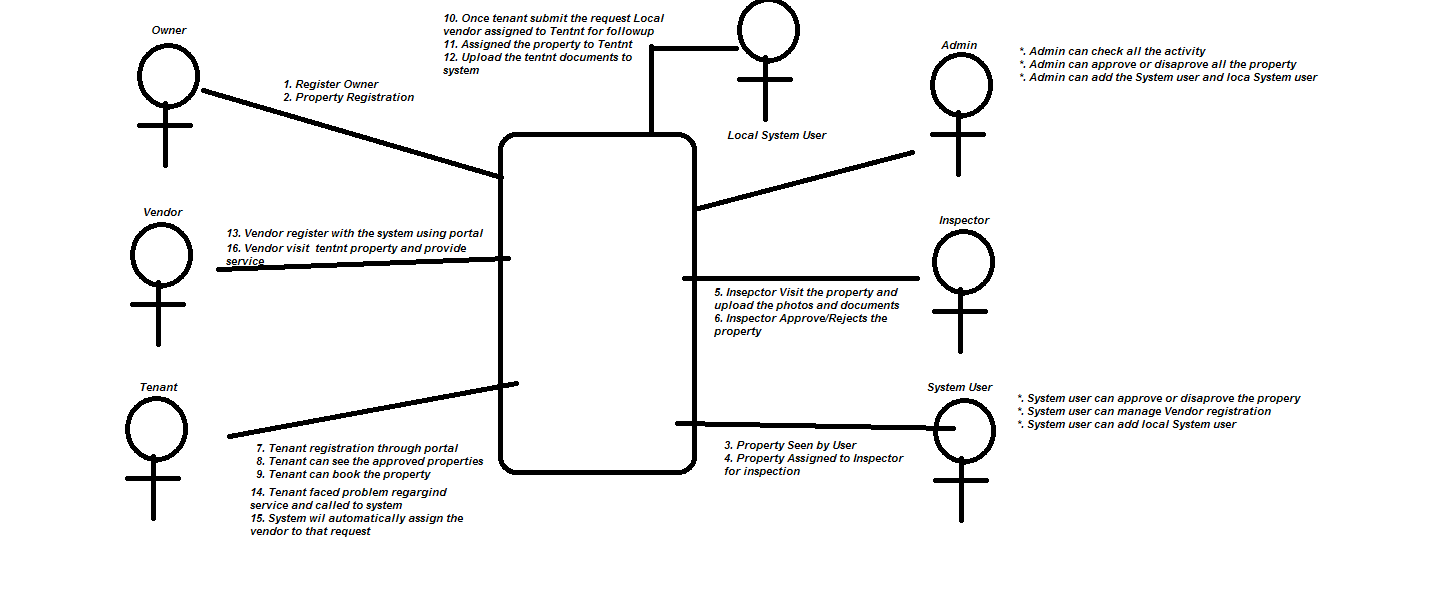 Owner
1. Register Owner
2. Property Registration
10. Once tenant submit the request Local
vendor assigned to Tentnt for followup
11. Assigned the property to Tentnt
12. Upload the tentnt documents to
system
Local System User
Admin
*. Admin can check all the activity
*. Admin can approve or disaprove all the property
*. Admin can add the System user and loca System user
Vendor
13. Vendor register with the system using portal
16. Vendor visit tentnt property and provide
service
Inspector
5. Insepctor Visit the property and
upload the photos and documents
6. Inspector Approve/Rejects the
property
Tenant
7. Tenant registration through portal
8. Tenant can see the approved properties
9. Tenant can book the property
14. Tenant faced problem regargind
service and called to system
15. System wil automatically assign the
vendor to that request
System User
*. System user can approve or disaprove the propery
*. System user can manage Vendor registration
*. System user can add local System user
3. Property Seen by User
4. Property Assigned to Inspector
for inspection